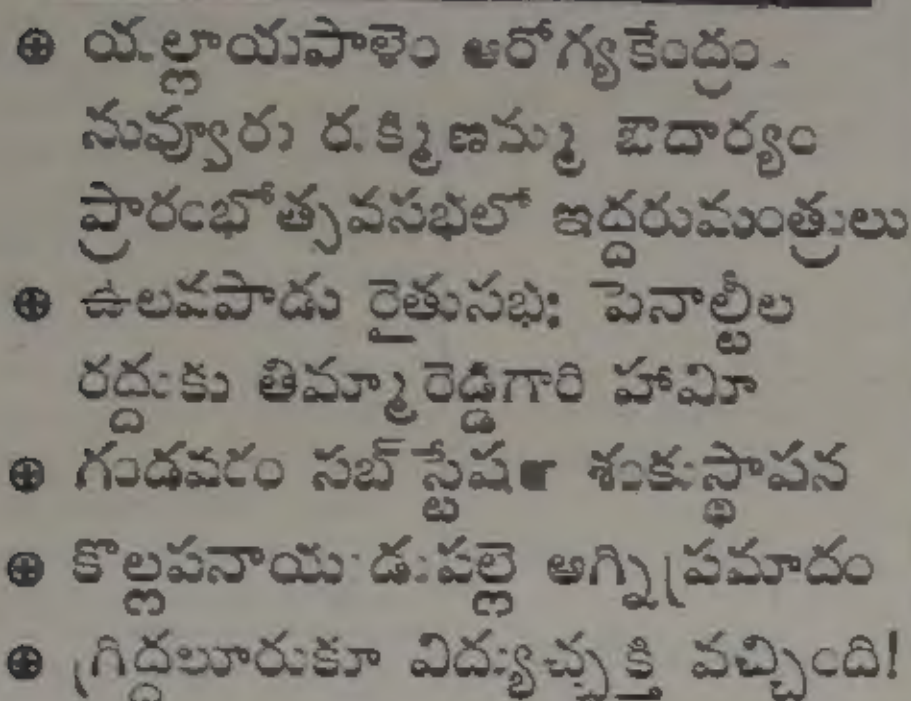 ⊕ యల్లాయపాళెం ఆరోగ్యకేంద్రం -
నువ్వూరు రుక్మిణమ్మ ఔదార్యం
ప్రారంభోత్సవసభలో ఇద్దరుమంత్రులు
⊕ ఉలవపాడు రైతుసభ: పెనాల్టీల
రద్దుకు తిమ్మారెడ్డిగారి హామీ
⊕ గండవరం సబ్ స్టేషన్ శంకుస్థాపన
⊕ కొల్లపనాయుడుపల్లె అగ్నిప్రమాదం
⊕ గ్రిద్దలూరుకూ విద్యుచ్ఛక్తి వచ్చింది!